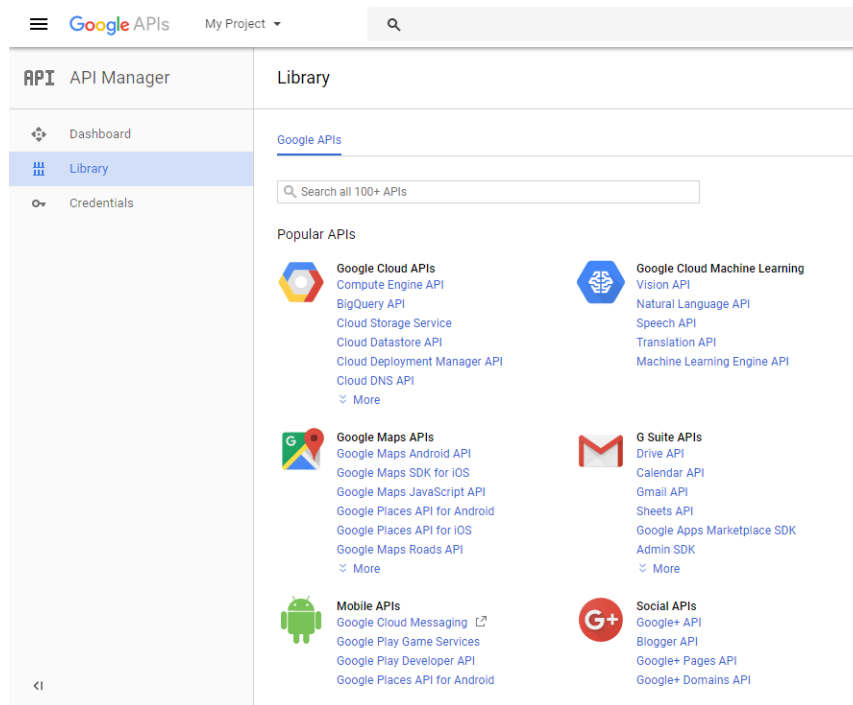 Google APIs
My Project
API API Manager
Library
Dashboard
Library
Credentials
Google APIs
Search all 100+ APIs
Popular APIs
Google Cloud APIs
Compute Engine API
BigQuery API
Cloud Storage Service
Cloud Datastore API
Cloud Deployment Manager API
Cloud DNS API
More
Google Cloud Machine Learning
Vision API
Natural Language API
Speech API
Translation API
Machine Learning Engine API
Google Maps APIs
Google Maps Android API
Google Maps SDK for iOS
Google Maps JavaScript API
Google Places API for Android
Google Places API for iOS
Google Maps Roads API
More
G Suite APIs
Drive API
Calendar API
Gmail API
Sheets API
Google Apps Marketplace SDK
Admin SDK
More
Mobile APIs
Google Cloud Messaging
Google Play Game Services
Google Play Developer API
Google Places API for Android
G+
Social APIs
Google+ API
Blogger API
Google+ Pages API
Google+ Domains API